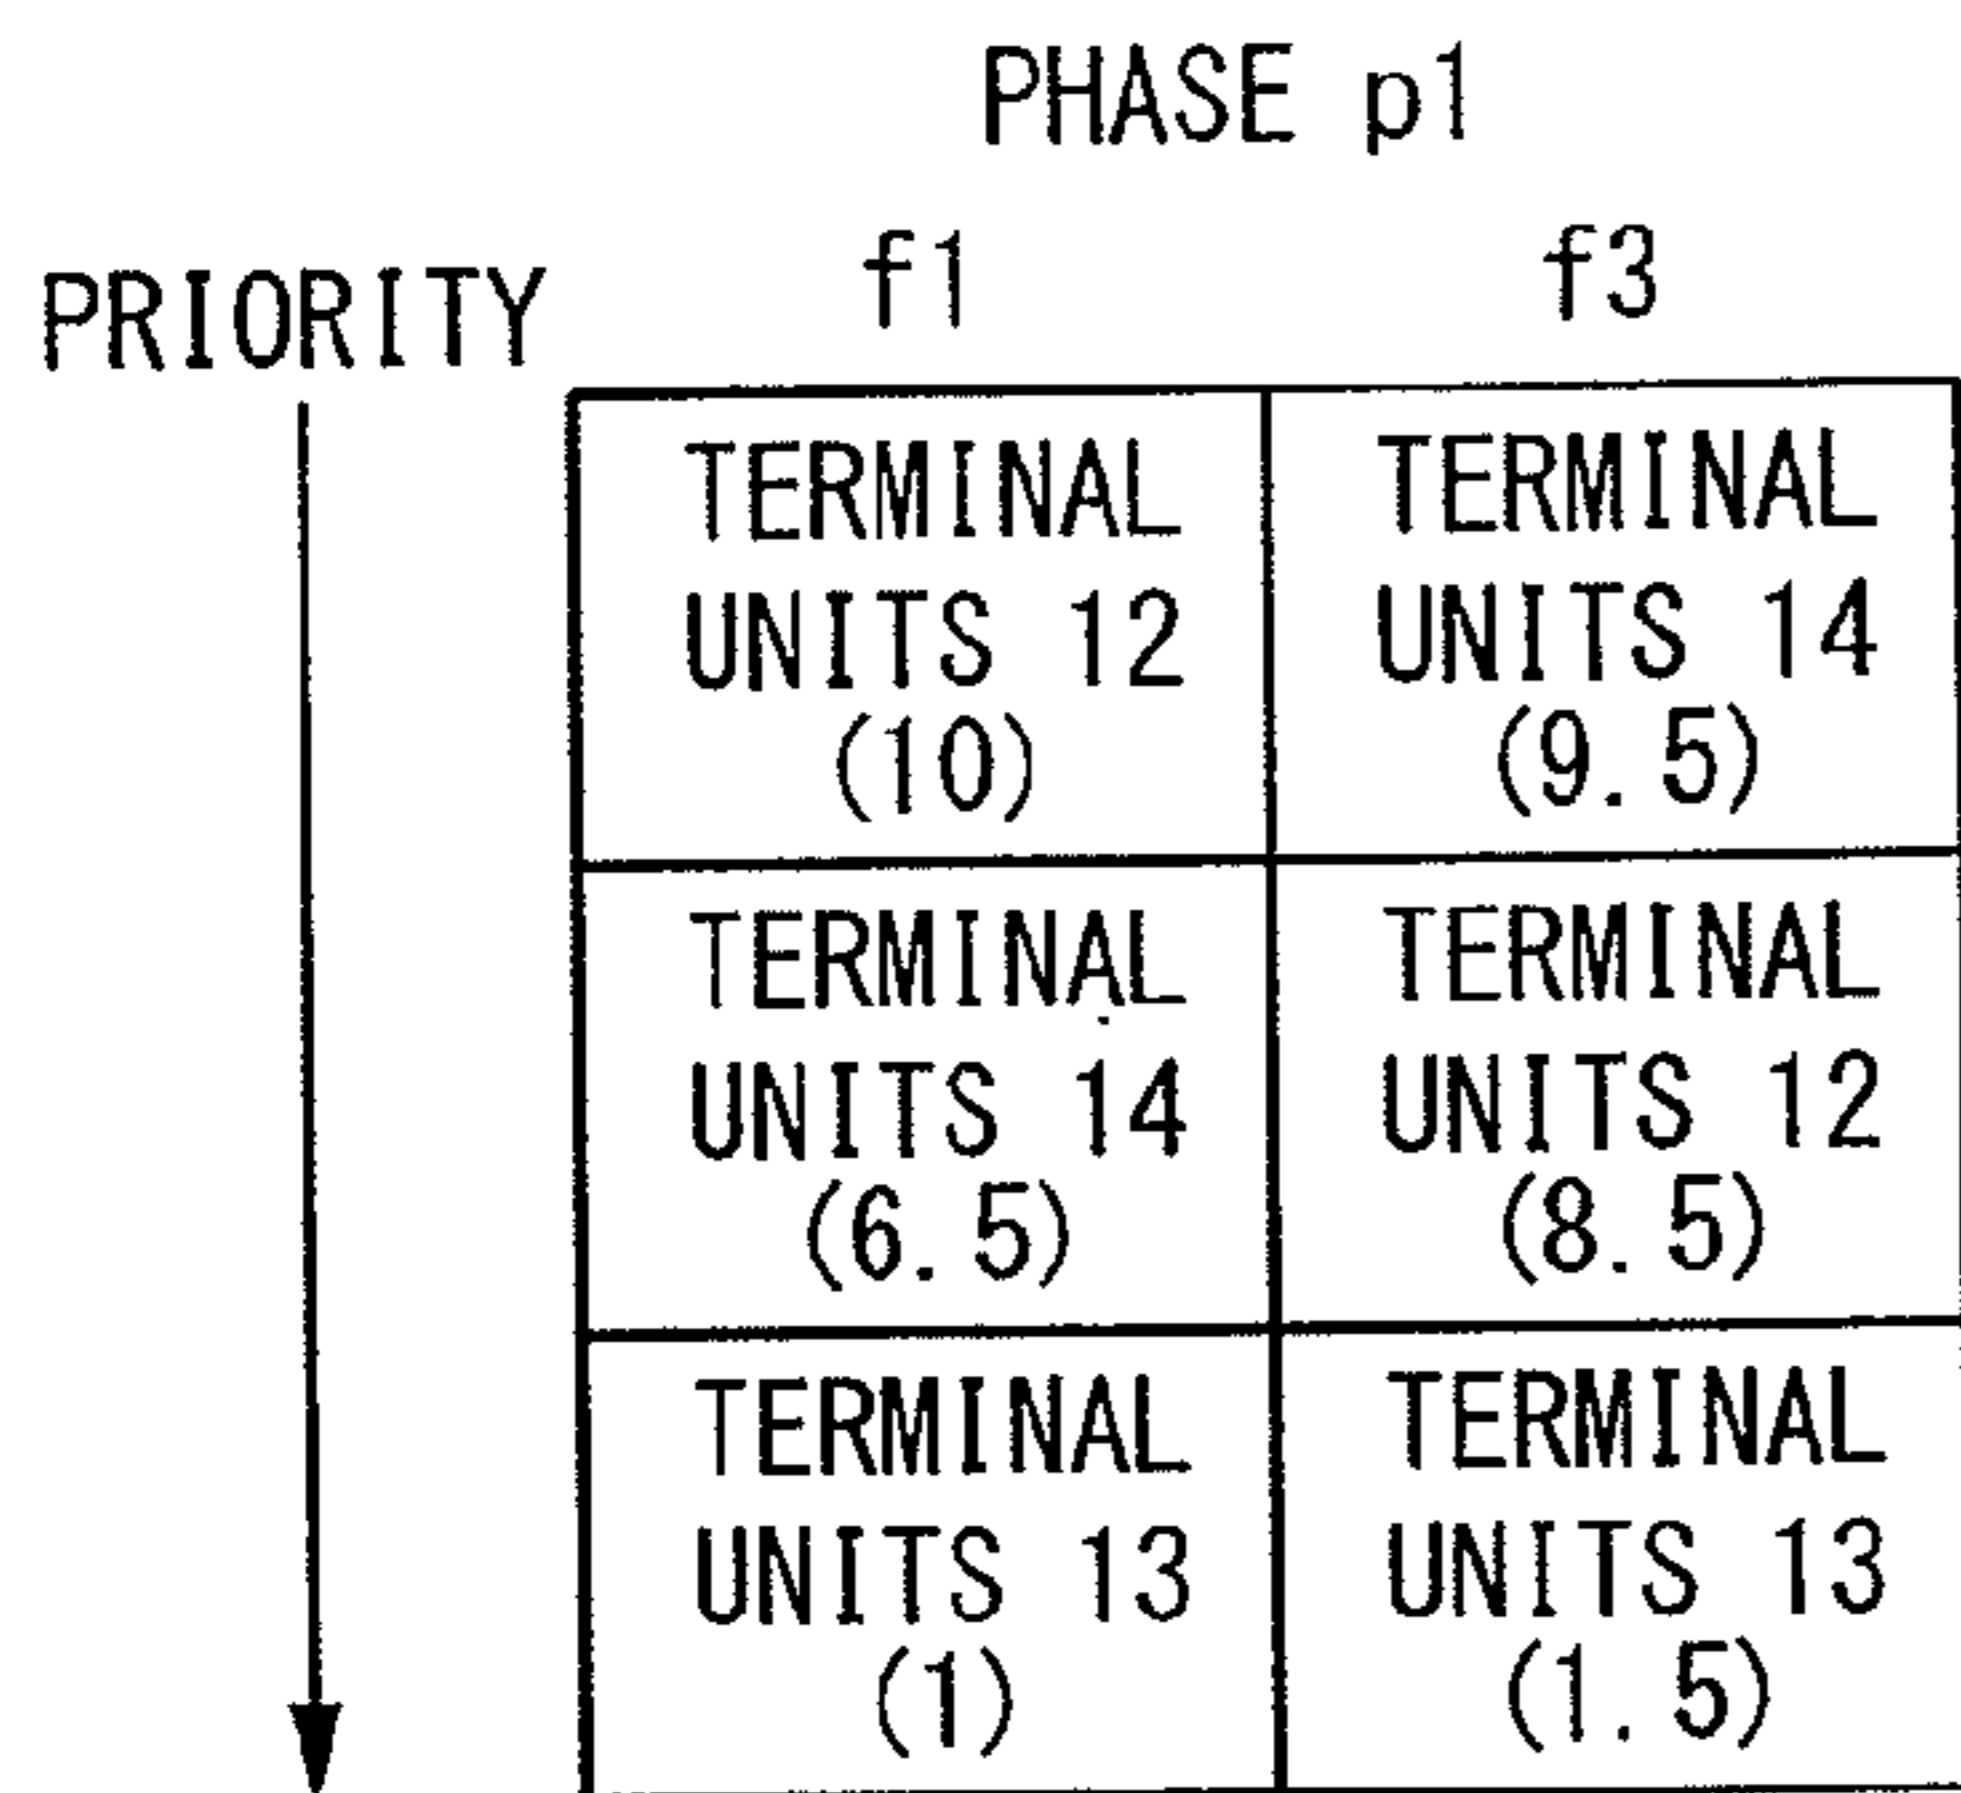 PHASE p1
PRIORITY f1 f3
TERMINAL UNITS 12 (10)
TERMINAL UNITS 14 (9.5)
TERMINAL UNITS 14 (6.5)
TERMINAL UNITS 12 (8.5)
TERMINAL UNITS 13 (1)
TERMINAL UNITS 13 (1.5)